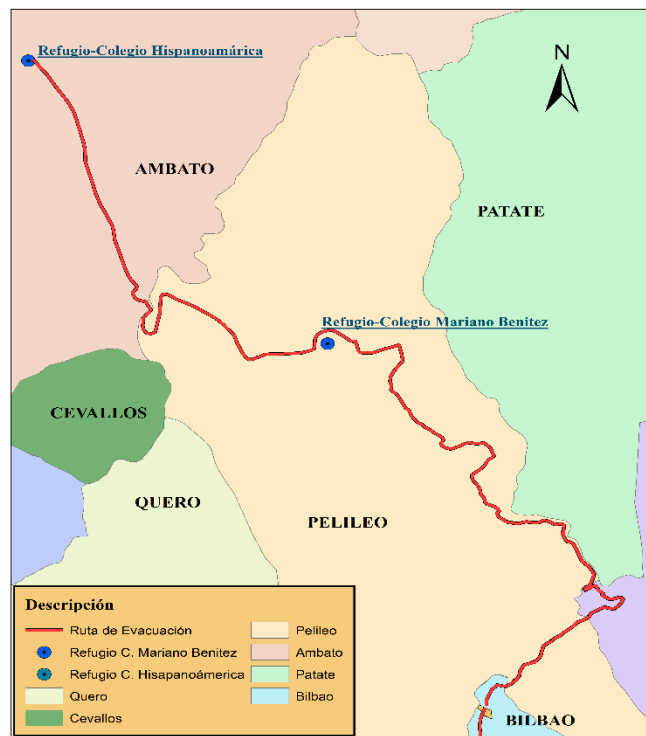 Refugio-Colegio Hispanoamárica
N
AMBATO
PATATE
Refugio-Colegio Mariano Benitez
CEVALLOS
QUERO
PELILEO
Descripción
Ruta de Evacuación
Refugio C. Mariano Benitez
Refugio C. Hisapanoámerica
Quero
Cevallos
Pelileo
Ambato
Patate
Bilbao
BILBAO